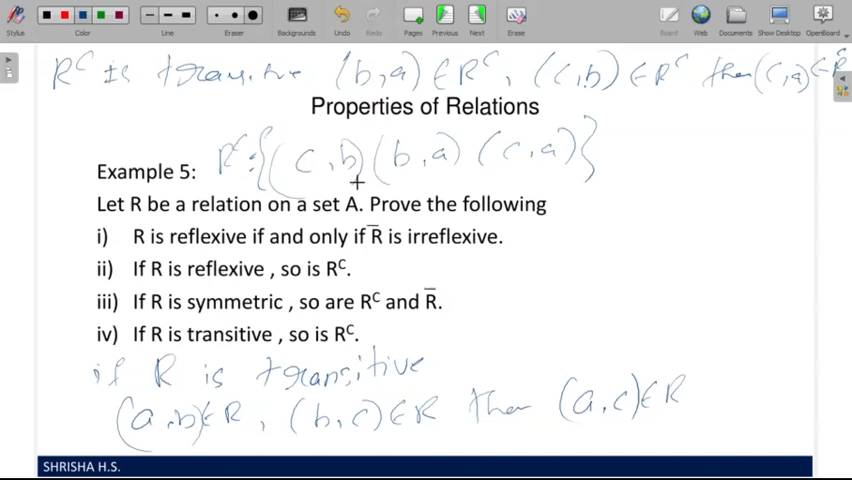 Stylus Color Line Eraser Backgrounds Undo Redo Pages Previous Next Erase Board Web Documents Show Desktop OpenBoard
R^C is transitive (b,a)∈R^C, (c,b)∈R^C then (c,a)∈R^C
Properties of Relations
R^C={(c,b)(b,a)(c,a)}
Example 5:
Let R be a relation on a set A. Prove the following
i) R is reflexive if and only if R̅ is irreflexive.
ii) If R is reflexive , so is R^C.
iii) If R is symmetric , so are R^C and R̅.
iv) If R is transitive , so is R^C.
if R is transitive
(a,b)∈R, (b,c)∈R then (a,c)∈R
SHRISHA H.S.